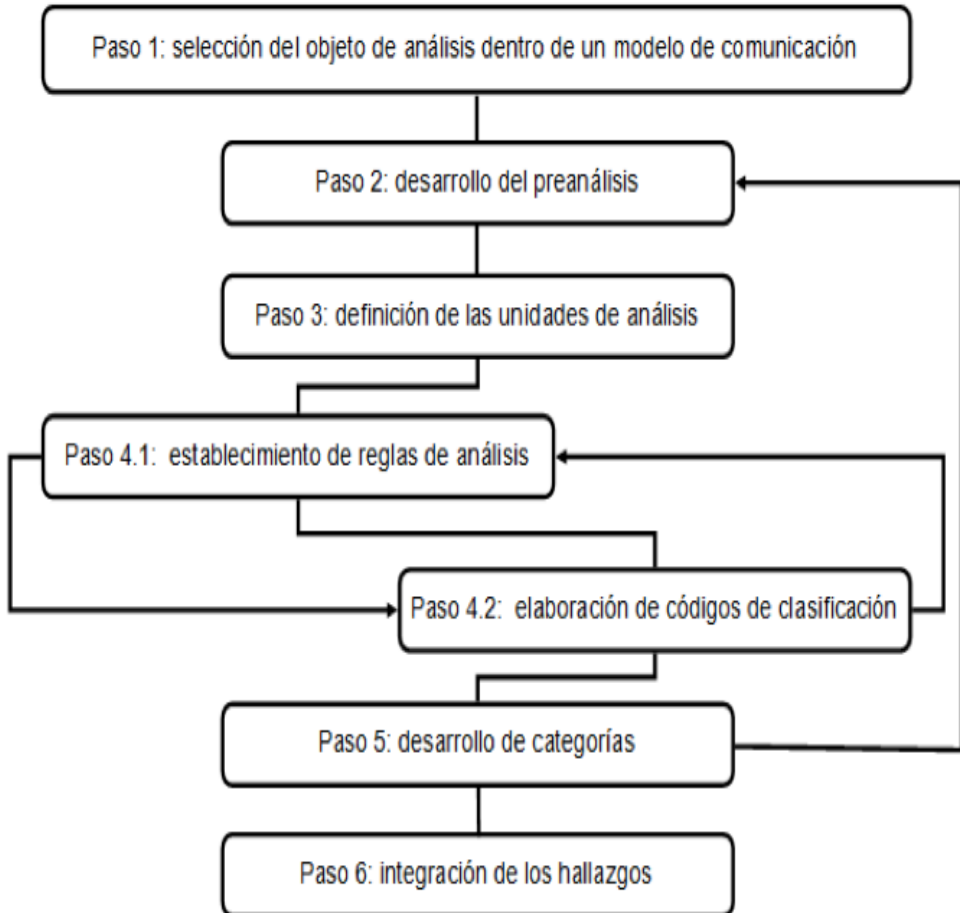 Paso 1: selección del objeto de análisis dentro de un modelo de comunicación
Paso 2: desarrollo del preanálisis
Paso 3: definición de las unidades de análisis
Paso 4.1: establecimiento de reglas de análisis
Paso 4.2: elaboración de códigos de clasificación
Paso 5: desarrollo de categorías
Paso 6: integración de los hallazgos